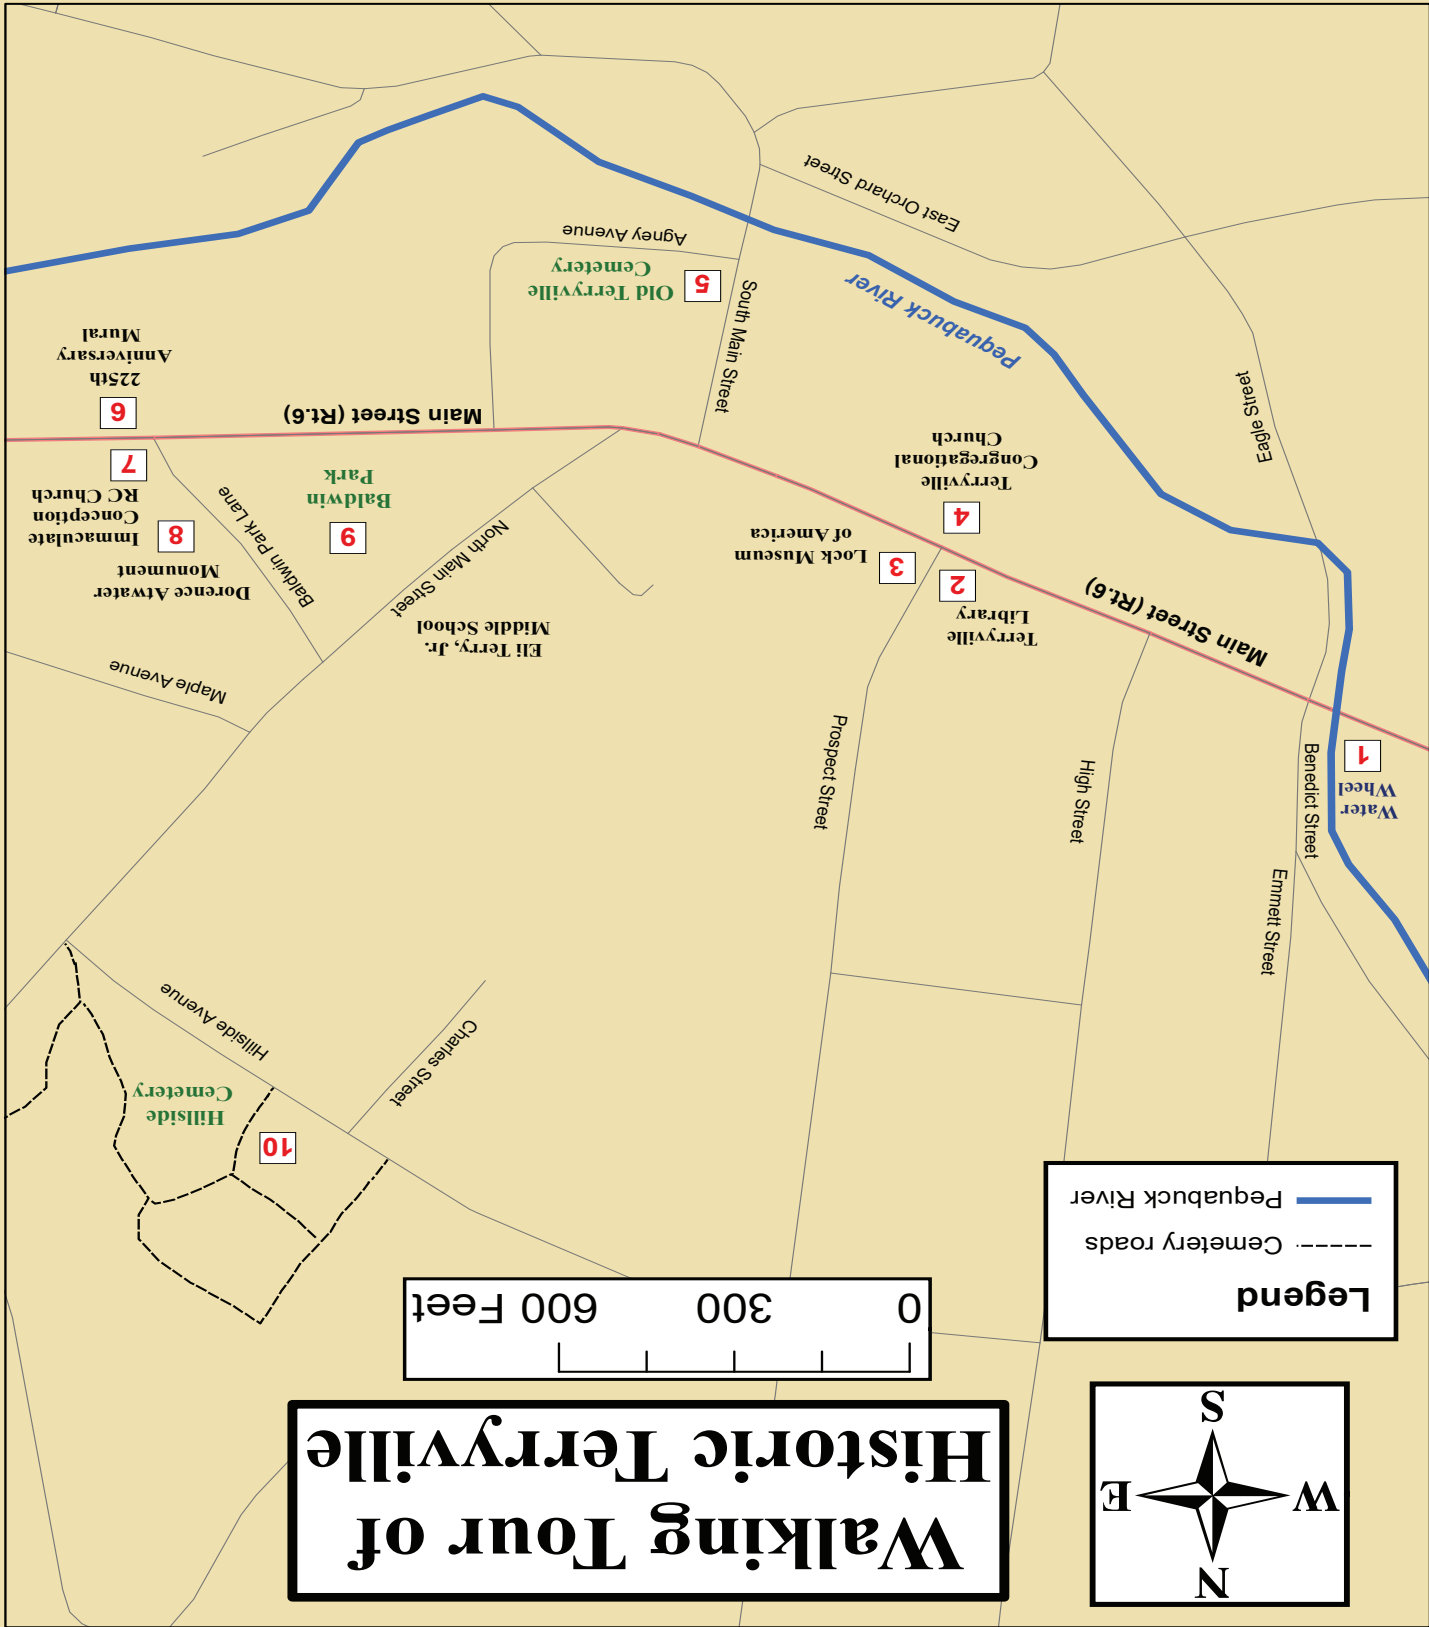 Walking Tour of
Historic Terryville
N
W
E
S
0
300
600 Feet
Legend
Cemetery roads
Pequabuck River
10
Hillside
Cemetery
Charles Street
Hillside Avenue
Emmett Street
Benedict Street
High Street
Prospect Street
Water
Wheel
1
Maple Avenue
Main Street (Rt.6)
Terryville
Library
2
3
Lock Museum
of America
4
Terryville
Congregational
Church
Eli Terry, Jr.
Middle School
North Main Street
Baldwin Park Lane
9
Baldwin
Park
Dorence Atwater
Monument
8
Immaculate
Conception
RC Church
7
Main Street (Rt.6)
6
225th
Anniversary
Mural
Eagle Street
South Main Street
Pequabuck River
5
Old Terryville
Cemetery
Agney Avenue
East Orchard Street